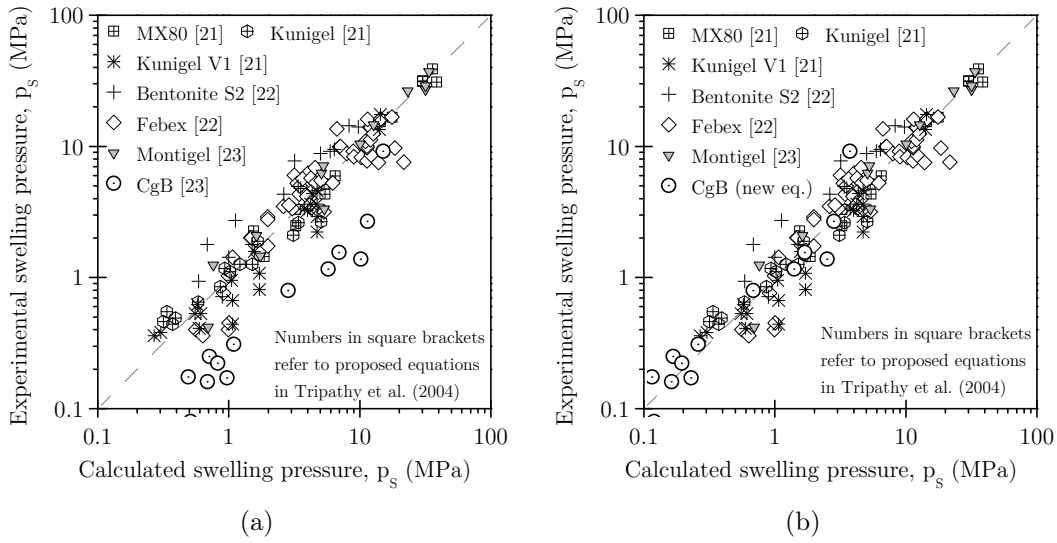 Experimental swelling pressure, p_s (MPa)
100
10
1
0.1
MX80 [21] Kunigel [21]
Kunigel V1 [21]
Bentonite S2 [22]
Febex [22]
Montigel [23]
CgB [23]
Numbers in square brackets
refer to proposed equations
in Tripathy et al. (2004)
0.1 1 10 100
Calculated swelling pressure, p_s (MPa)
(a)
Experimental swelling pressure, p_s (MPa)
100
10
1
0.1
MX80 [21] Kunigel [21]
Kunigel V1 [21]
Bentonite S2 [22]
Febex [22]
Montigel [23]
CgB (new eq.)
Numbers in square brackets
refer to proposed equations
in Tripathy et al. (2004)
0.1 1 10 100
Calculated swelling pressure, p_s (MPa)
(b)